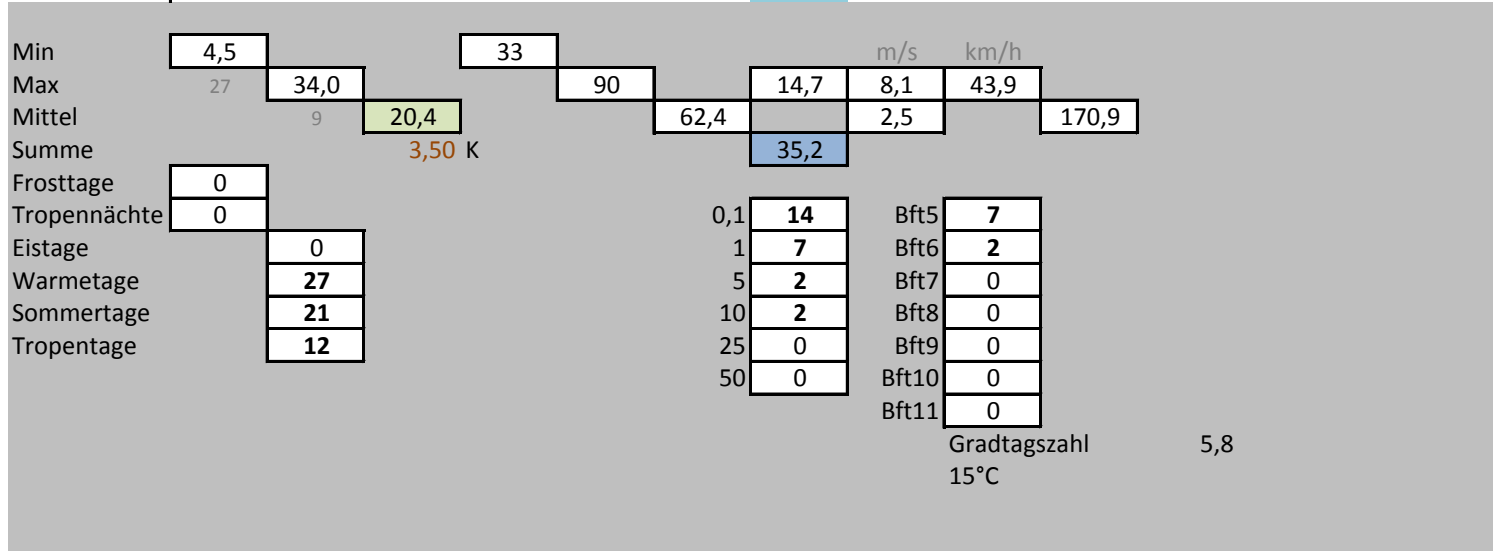 Min 4,5 33 m/s km/h
Max 27 34,0 90 14,7 8,1 43,9
Mittel 9 20,4 62,4 2,5 170,9
Summe 3,50 K 35,2
Frosttage 0
Tropennächte 0 0,1 14 Bft5 7
Eistage 0 1 7 Bft6 2
Warmetage 27 5 2 Bft7 0
Sommertage 21 10 2 Bft8 0
Tropentage 12 25 0 Bft9 0
50 0 Bft10 0
Bft11 0
Gradtagszahl 5,8
15°C